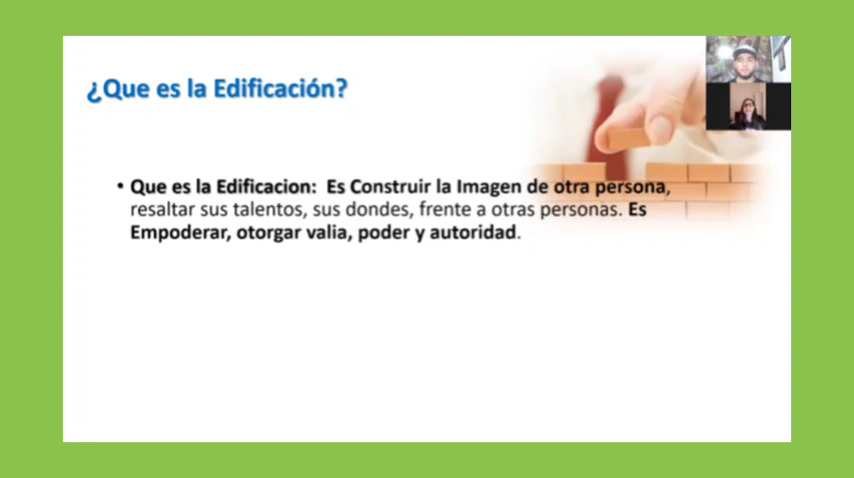 ¿Que es la Edificación?
• Que es la Edificacion: Es Construir la Imagen de otra persona,
resaltar sus talentos, sus dondes, frente a otras personas. Es
Empoderar, otorgar valia, poder y autoridad.